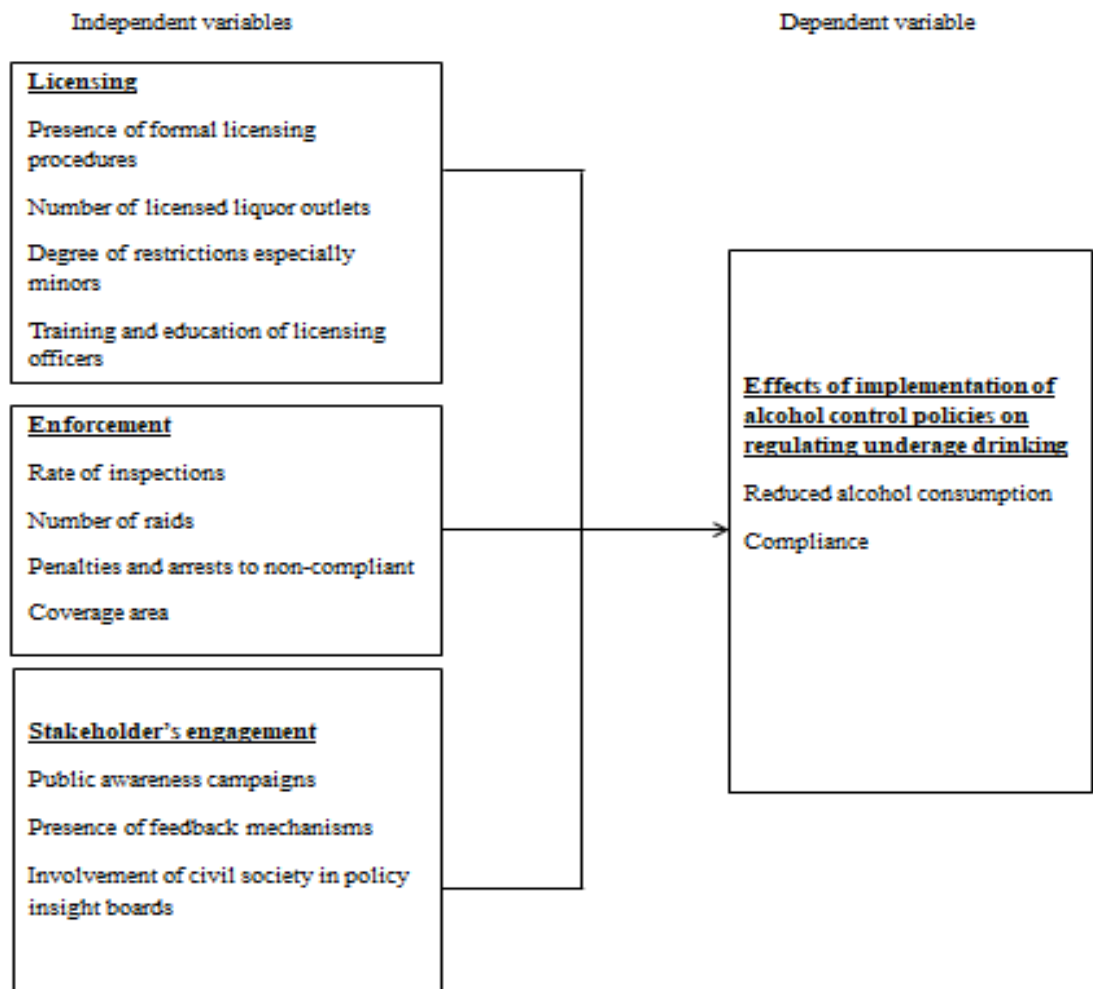 Independent variables
Dependent variable
Licensing
Presence of formal licensing
procedures
Number of licensed liquor outlets
Degree of restrictions especially
minors
Training and education of licensing
officers
Enforcement
Rate of inspections
Number of raids
Penalties and arrests to non-compliant
Coverage area
Stakeholder's engagement
Public awareness campaigns
Presence of feedback mechanisms
Involvement of civil society in policy
insight boards
Effects of implementation of
alcohol control policies on
regulating underage drinking
Reduced alcohol consumption
Compliance